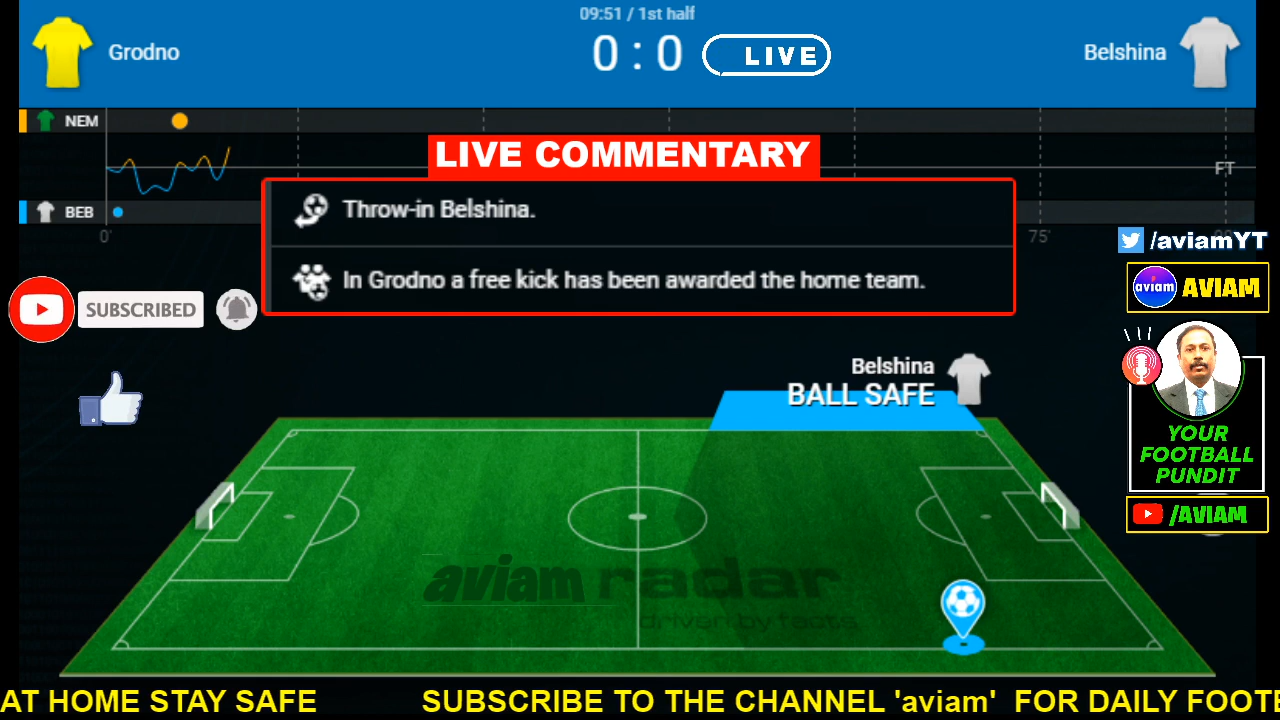 09:51 / 1st half
Grodno
0 : 0
LIVE
Belshina
NEM
LIVE COMMENTARY
FT
Throw-in Belshina.
BEB
0'
75'
/aviamYT
aviam AVIAM
In Grodno a free kick has been awarded the home team.
SUBSCRIBED
Belshina
BALL SAFE
YOUR
FOOTBALL
PUNDIT
/AVIAM
aviam radar
driven by facts
AT HOME STAY SAFE SUBSCRIBE TO THE CHANNEL 'aviam' FOR DAILY FOOTE